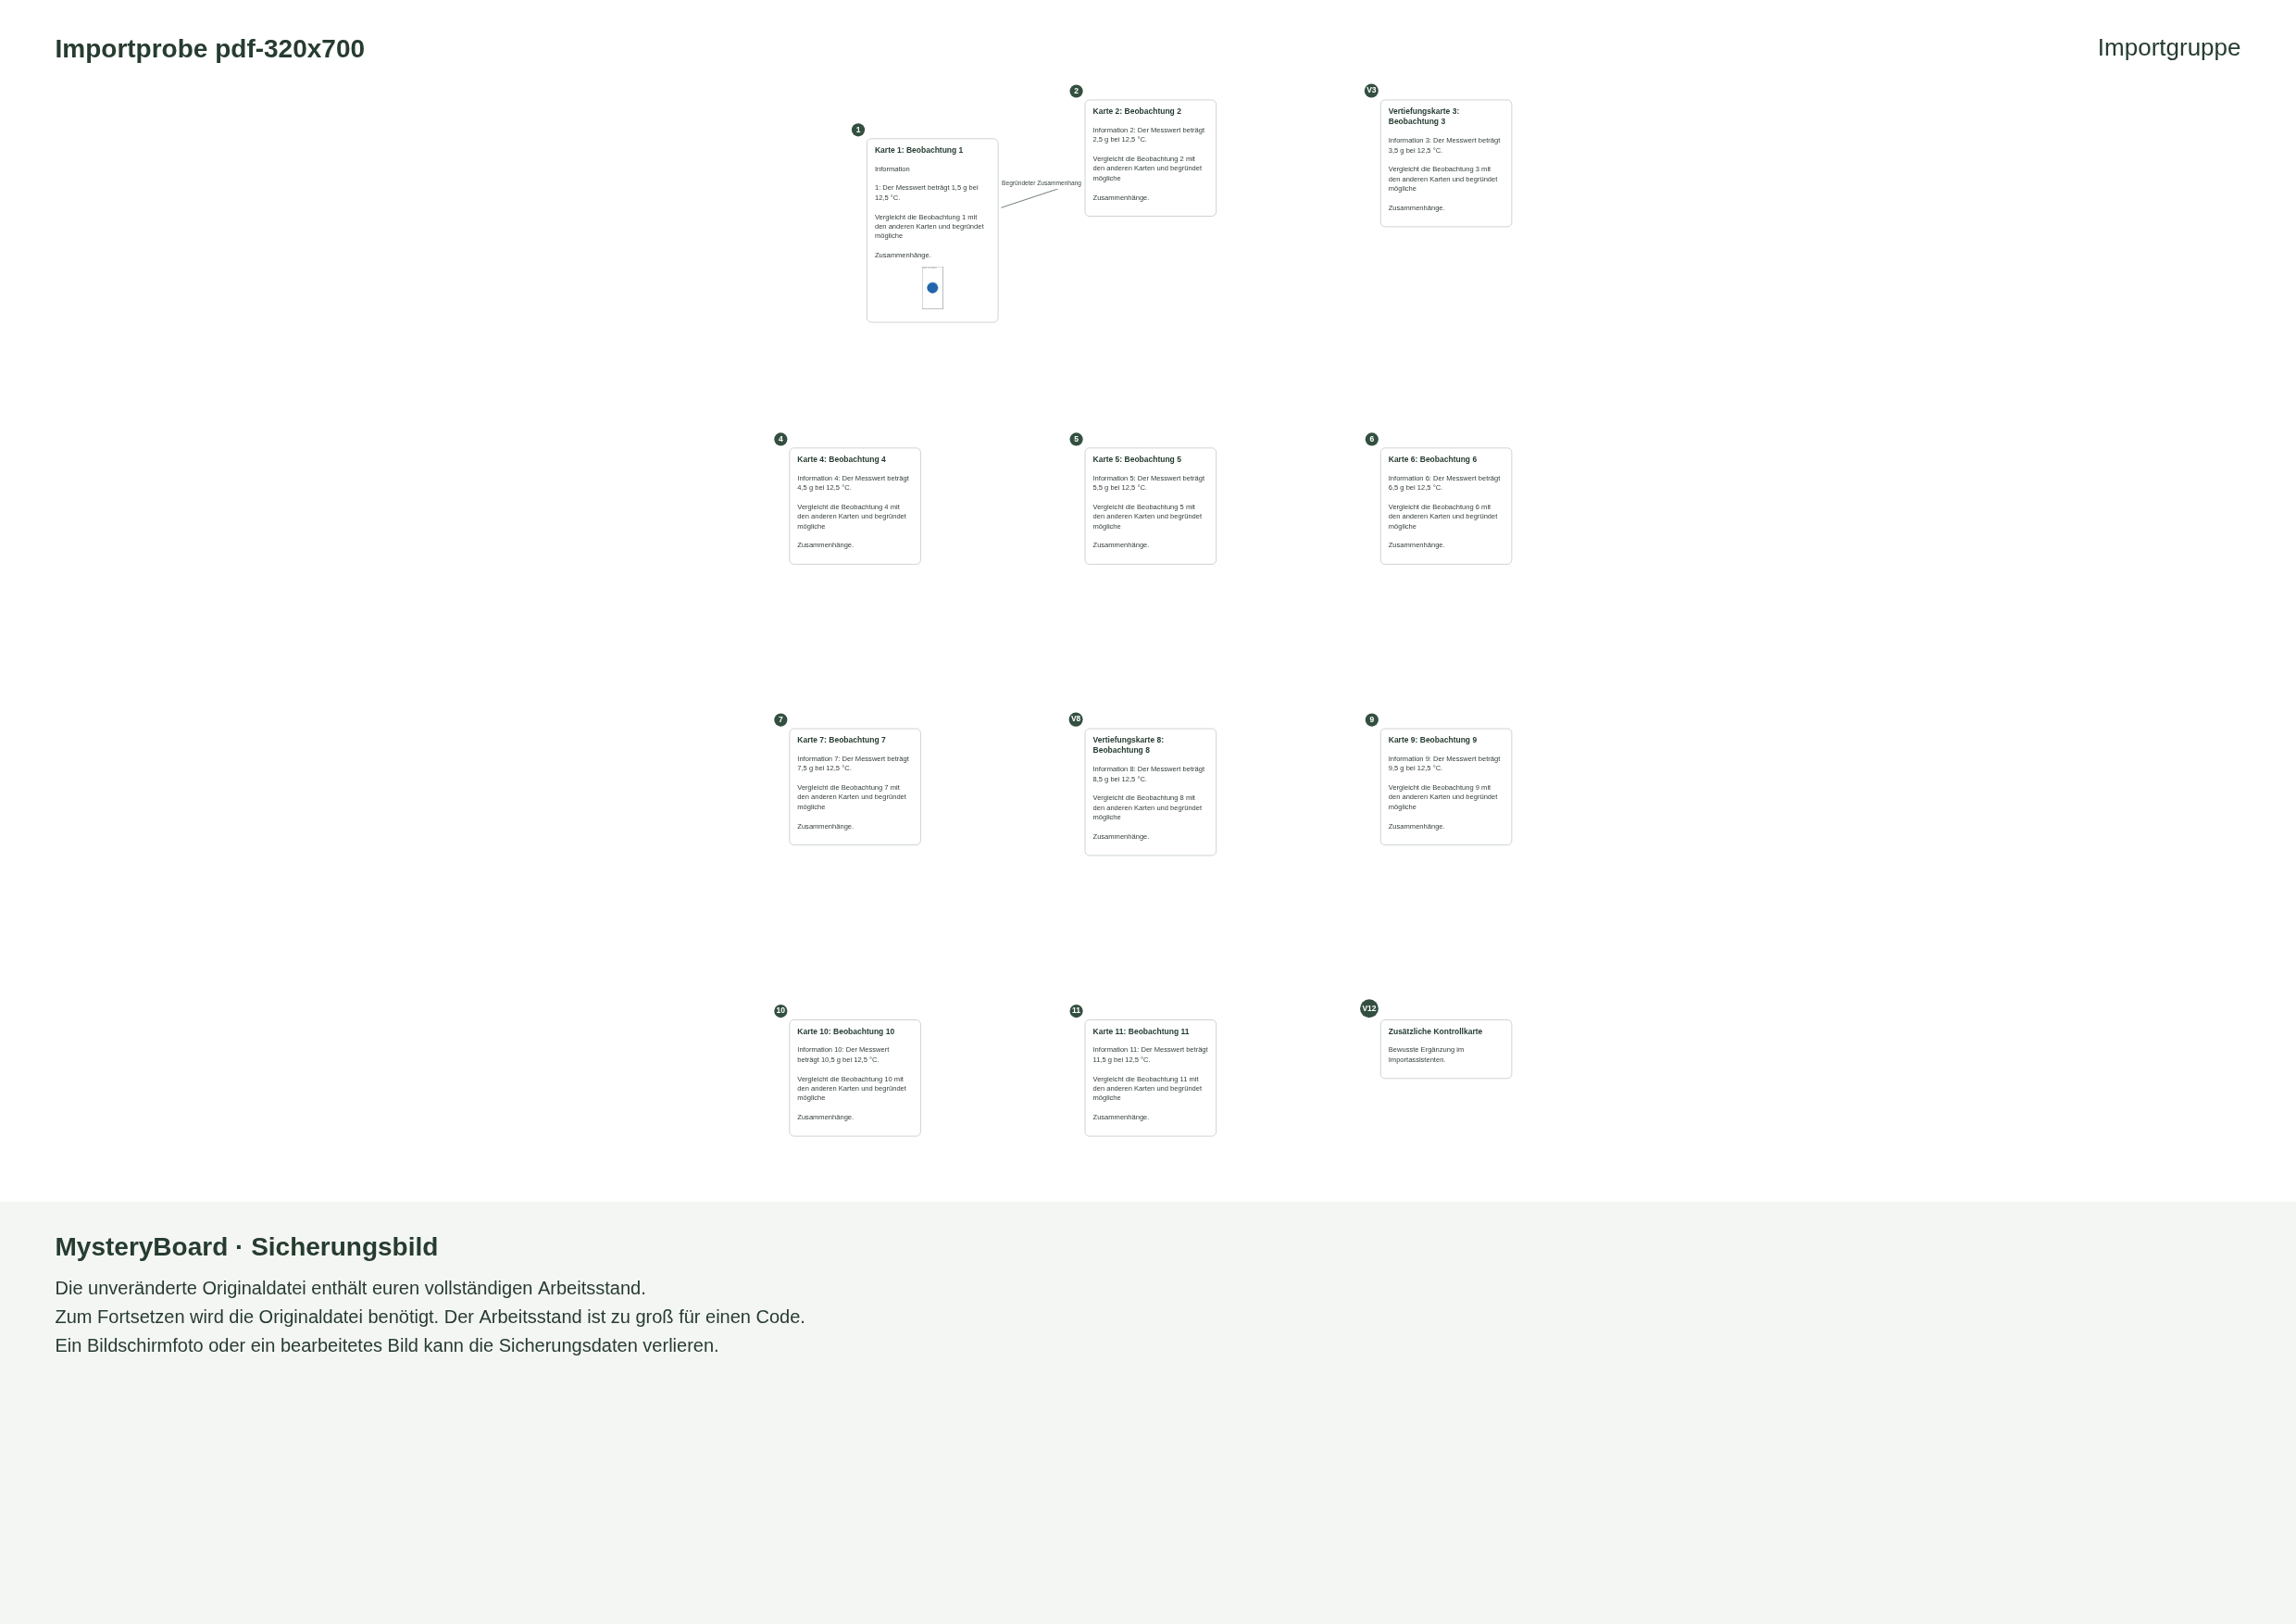 Importprobe pdf-320x700
Importgruppe
1
Karte 1: Beobachtung 1
Information
1: Der Messwert beträgt 1,5 g bei
12,5 °C.
Vergleicht die Beobachtung 1 mit
den anderen Karten und begründet
mögliche
Zusammenhänge.
Begründeter Zusammenhang
2
Karte 2: Beobachtung 2
Information 2: Der Messwert beträgt
2,5 g bei 12,5 °C.
Vergleicht die Beobachtung 2 mit
den anderen Karten und begründet
mögliche
Zusammenhänge.
V3
Vertiefungskarte 3:
Beobachtung 3
Information 3: Der Messwert beträgt
3,5 g bei 12,5 °C.
Vergleicht die Beobachtung 3 mit
den anderen Karten und begründet
mögliche
Zusammenhänge.
4
Karte 4: Beobachtung 4
Information 4: Der Messwert beträgt
4,5 g bei 12,5 °C.
Vergleicht die Beobachtung 4 mit
den anderen Karten und begründet
mögliche
Zusammenhänge.
5
Karte 5: Beobachtung 5
Information 5: Der Messwert beträgt
5,5 g bei 12,5 °C.
Vergleicht die Beobachtung 5 mit
den anderen Karten und begründet
mögliche
Zusammenhänge.
6
Karte 6: Beobachtung 6
Information 6: Der Messwert beträgt
6,5 g bei 12,5 °C.
Vergleicht die Beobachtung 6 mit
den anderen Karten und begründet
mögliche
Zusammenhänge.
7
Karte 7: Beobachtung 7
Information 7: Der Messwert beträgt
7,5 g bei 12,5 °C.
Vergleicht die Beobachtung 7 mit
den anderen Karten und begründet
mögliche
Zusammenhänge.
V8
Vertiefungskarte 8:
Beobachtung 8
Information 8: Der Messwert beträgt
8,5 g bei 12,5 °C.
Vergleicht die Beobachtung 8 mit
den anderen Karten und begründet
mögliche
Zusammenhänge.
9
Karte 9: Beobachtung 9
Information 9: Der Messwert beträgt
9,5 g bei 12,5 °C.
Vergleicht die Beobachtung 9 mit
den anderen Karten und begründet
mögliche
Zusammenhänge.
10
Karte 10: Beobachtung 10
Information 10: Der Messwert
beträgt 10,5 g bei 12,5 °C.
Vergleicht die Beobachtung 10 mit
den anderen Karten und begründet
mögliche
Zusammenhänge.
11
Karte 11: Beobachtung 11
Information 11: Der Messwert beträgt
11,5 g bei 12,5 °C.
Vergleicht die Beobachtung 11 mit
den anderen Karten und begründet
mögliche
Zusammenhänge.
V12
Zusätzliche Kontrollkarte
Bewusste Ergänzung im
Importassistenten.
MysteryBoard · Sicherungsbild
Die unveränderte Originaldatei enthält euren vollständigen Arbeitsstand.
Zum Fortsetzen wird die Originaldatei benötigt. Der Arbeitsstand ist zu groß für einen Code.
Ein Bildschirmfoto oder ein bearbeitetes Bild kann die Sicherungsdaten verlieren.